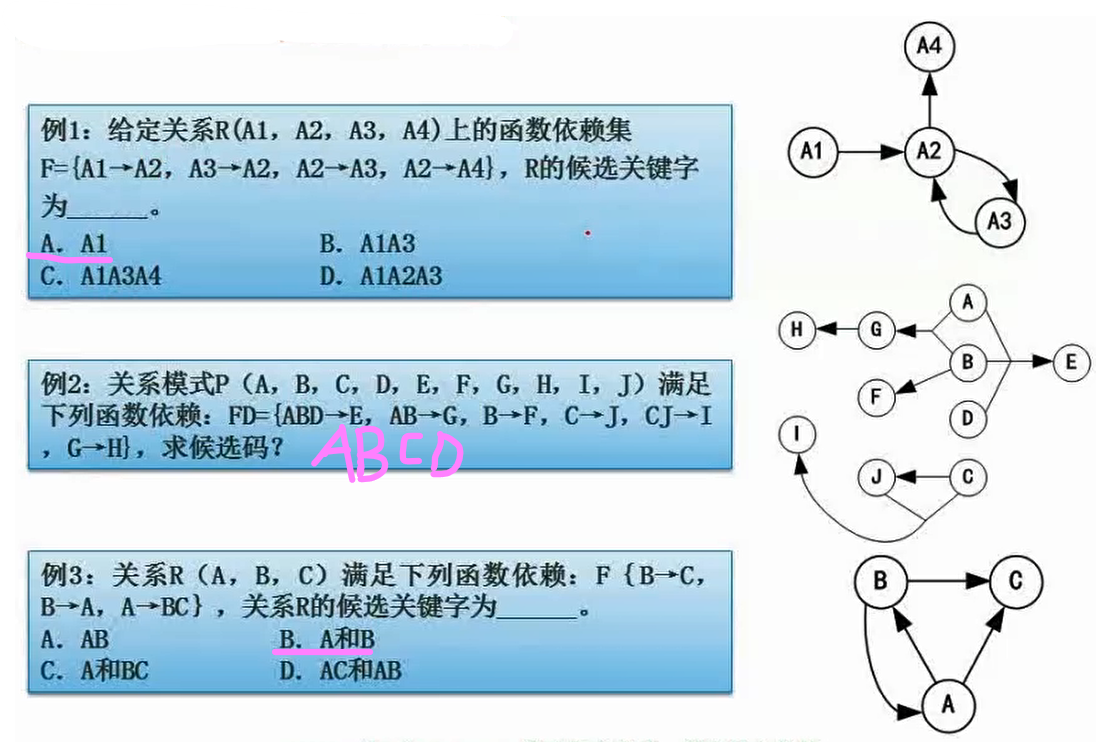 例1: 给定关系R(A1, A2, A3, A4)上的函数依赖集
F={A1→A2, A3→A2, A2→A3, A2→A4}, R的候选关键字
为______。
A. A1
B. A1A3
C. A1A3A4
D. A1A2A3
A4
A1
A2
A3
例2: 关系模式P（A, B, C, D, E, F, G, H, I, J）满足
下列函数依赖: FD={ABD→E, AB→G, B→F, C→J, CJ→I
, G→H}, 求候选码?
ABCD
A
H
G
B
E
F
D
I
J
C
例3: 关系R（A, B, C）满足下列函数依赖: F{B→C,
B→A, A→BC}, 关系R的候选关键字为______。
A. AB
B. A和B
C. A和BC
D. AC和AB
B
C
A